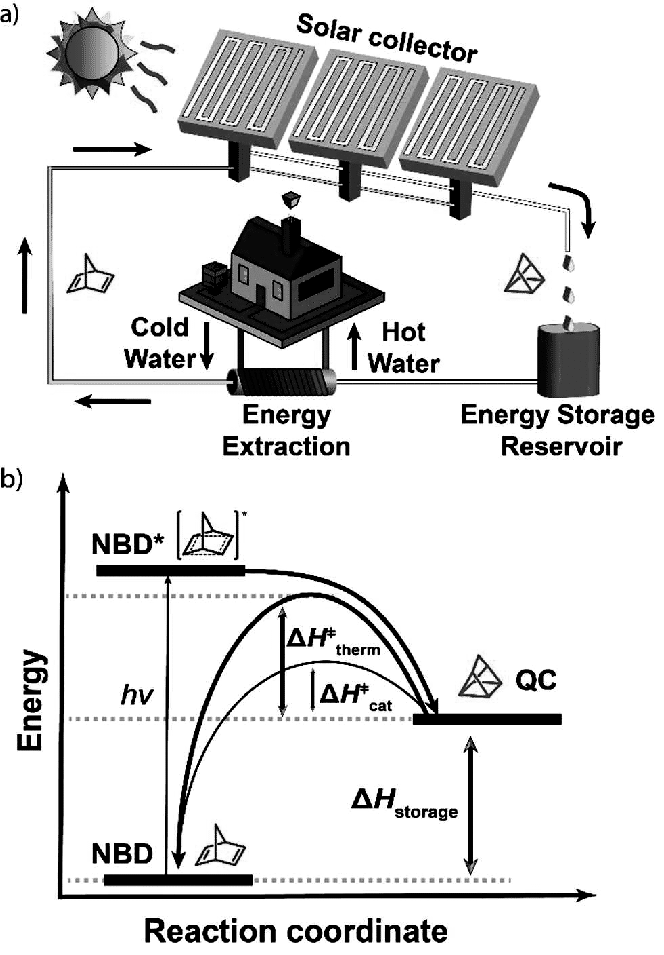 a)
Solar collector
Cold
Water
Hot
Water
Energy
Extraction
Energy Storage
Reservoir
b)
NBD* [ ]*
ΔH‡therm
hν
ΔH‡cat
QC
ΔHstorage
NBD
Energy
Reaction coordinate